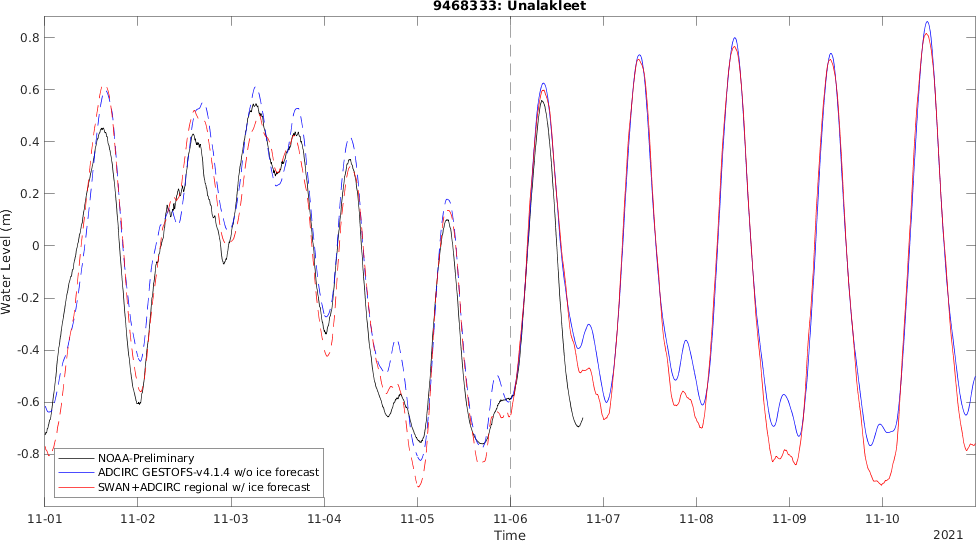 9468333: Unalakleet
0.8
0.6
0.4
0.2
0
-0.2
-0.4
-0.6
-0.8
Water Level (m)
NOAA-Preliminary
ADCIRC GESTOFS-v4.1.4 w/o ice forecast
SWAN+ADCIRC regional w/ ice forecast
11-01 11-02 11-03 11-04 11-05 11-06 11-07 11-08 11-09 11-10
Time
2021